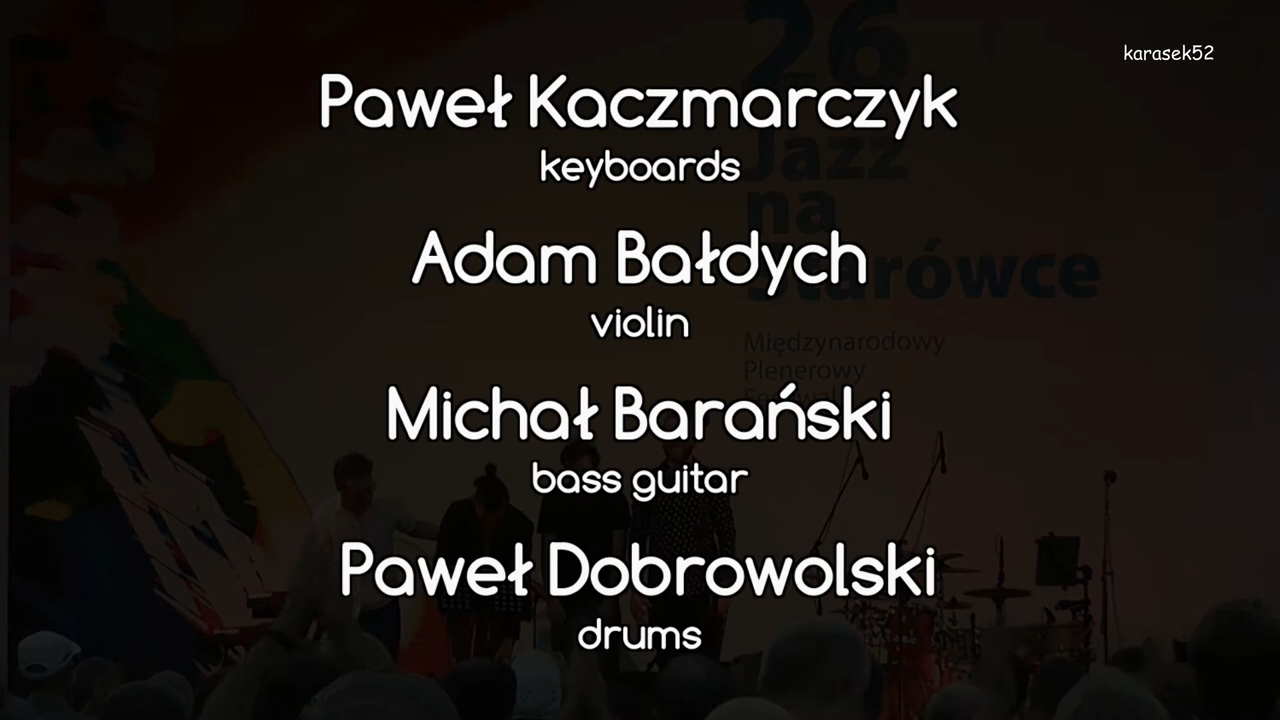 karasek52
26
Paweł Kaczmarczyk
Jazz
keyboards
na
Adam Bałdych
Starówce
violin
Międzynarodowy
Plenerowy
Festiwal
Michał Barański
bass guitar
Paweł Dobrowolski
drums